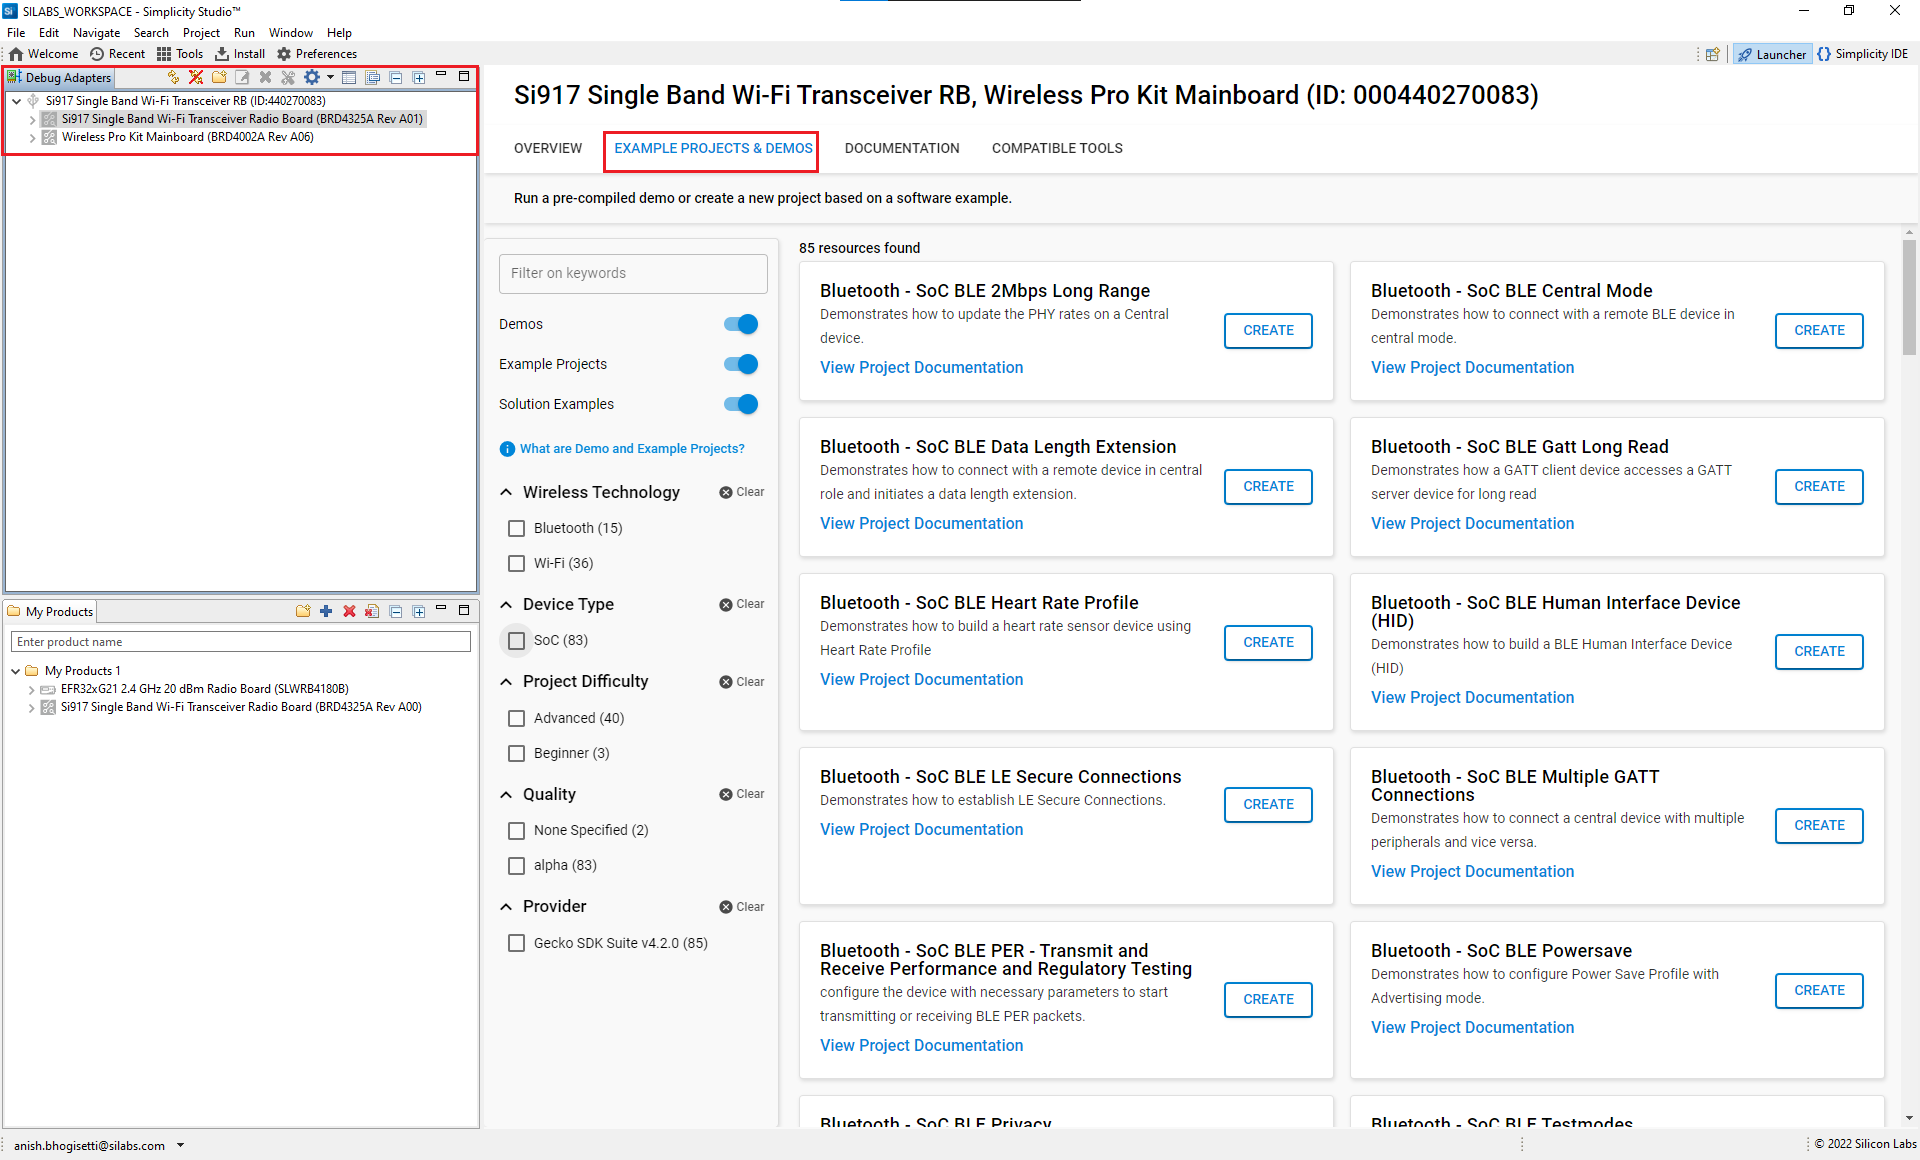 SILABS_WORKSPACE - Simplicity Studio™
File Edit Navigate Search Project Run Window Help
Welcome Recent Tools Install Preferences
Launcher Simplicity IDE
Debug Adapters
Si917 Single Band Wi-Fi Transceiver RB (ID:440270083)
Si917 Single Band Wi-Fi Transceiver Radio Board (BRD4325A Rev A01)
Wireless Pro Kit Mainboard (BRD4002A Rev A06)
My Products
Enter product name
My Products 1
EFR32xG21 2.4 GHz 20 dBm Radio Board (SLWRB4180B)
Si917 Single Band Wi-Fi Transceiver Radio Board (BRD4325A Rev A00)
Si917 Single Band Wi-Fi Transceiver RB, Wireless Pro Kit Mainboard (ID: 000440270083)
OVERVIEW EXAMPLE PROJECTS & DEMOS DOCUMENTATION COMPATIBLE TOOLS
Run a pre-compiled demo or create a new project based on a software example.
Filter on keywords
Demos
Example Projects
Solution Examples
What are Demo and Example Projects?
Wireless Technology Clear
Bluetooth (15)
Wi-Fi (36)
Device Type Clear
SoC (83)
Project Difficulty Clear
Advanced (40)
Beginner (3)
Quality Clear
None Specified (2)
alpha (83)
Provider Clear
Gecko SDK Suite v4.2.0 (85)
85 resources found
Bluetooth - SoC BLE 2Mbps Long Range
Demonstrates how to update the PHY rates on a Central
device.
View Project Documentation
CREATE
Bluetooth - SoC BLE Central Mode
Demonstrates how to connect with a remote BLE device in
central mode.
View Project Documentation
CREATE
Bluetooth - SoC BLE Data Length Extension
Demonstrates how to connect with a remote device in central
role and initiates a data length extension.
View Project Documentation
CREATE
Bluetooth - SoC BLE Gatt Long Read
Demonstrates how a GATT client device accesses a GATT
server device for long read
View Project Documentation
CREATE
Bluetooth - SoC BLE Heart Rate Profile
Demonstrates how to build a heart rate sensor device using
Heart Rate Profile
View Project Documentation
CREATE
Bluetooth - SoC BLE Human Interface Device
(HID)
Demonstrates how to build a BLE Human Interface Device
(HID)
View Project Documentation
CREATE
Bluetooth - SoC BLE LE Secure Connections
Demonstrates how to establish LE Secure Connections.
View Project Documentation
CREATE
Bluetooth - SoC BLE Multiple GATT
Connections
Demonstrates how to connect a central device with multiple
peripherals and vice versa.
View Project Documentation
CREATE
Bluetooth - SoC BLE PER - Transmit and
Receive Performance and Regulatory Testing
configure the device with necessary parameters to start
transmitting or receiving BLE PER packets.
View Project Documentation
CREATE
Bluetooth - SoC BLE Powersave
Demonstrates how to configure Power Save Profile with
Advertising mode.
View Project Documentation
CREATE
Bluetooth - SoC BLE Privacy
Bluetooth - SoC BLE Testmodes
anish.bhogisetti@silabs.com
© 2022 Silicon Labs